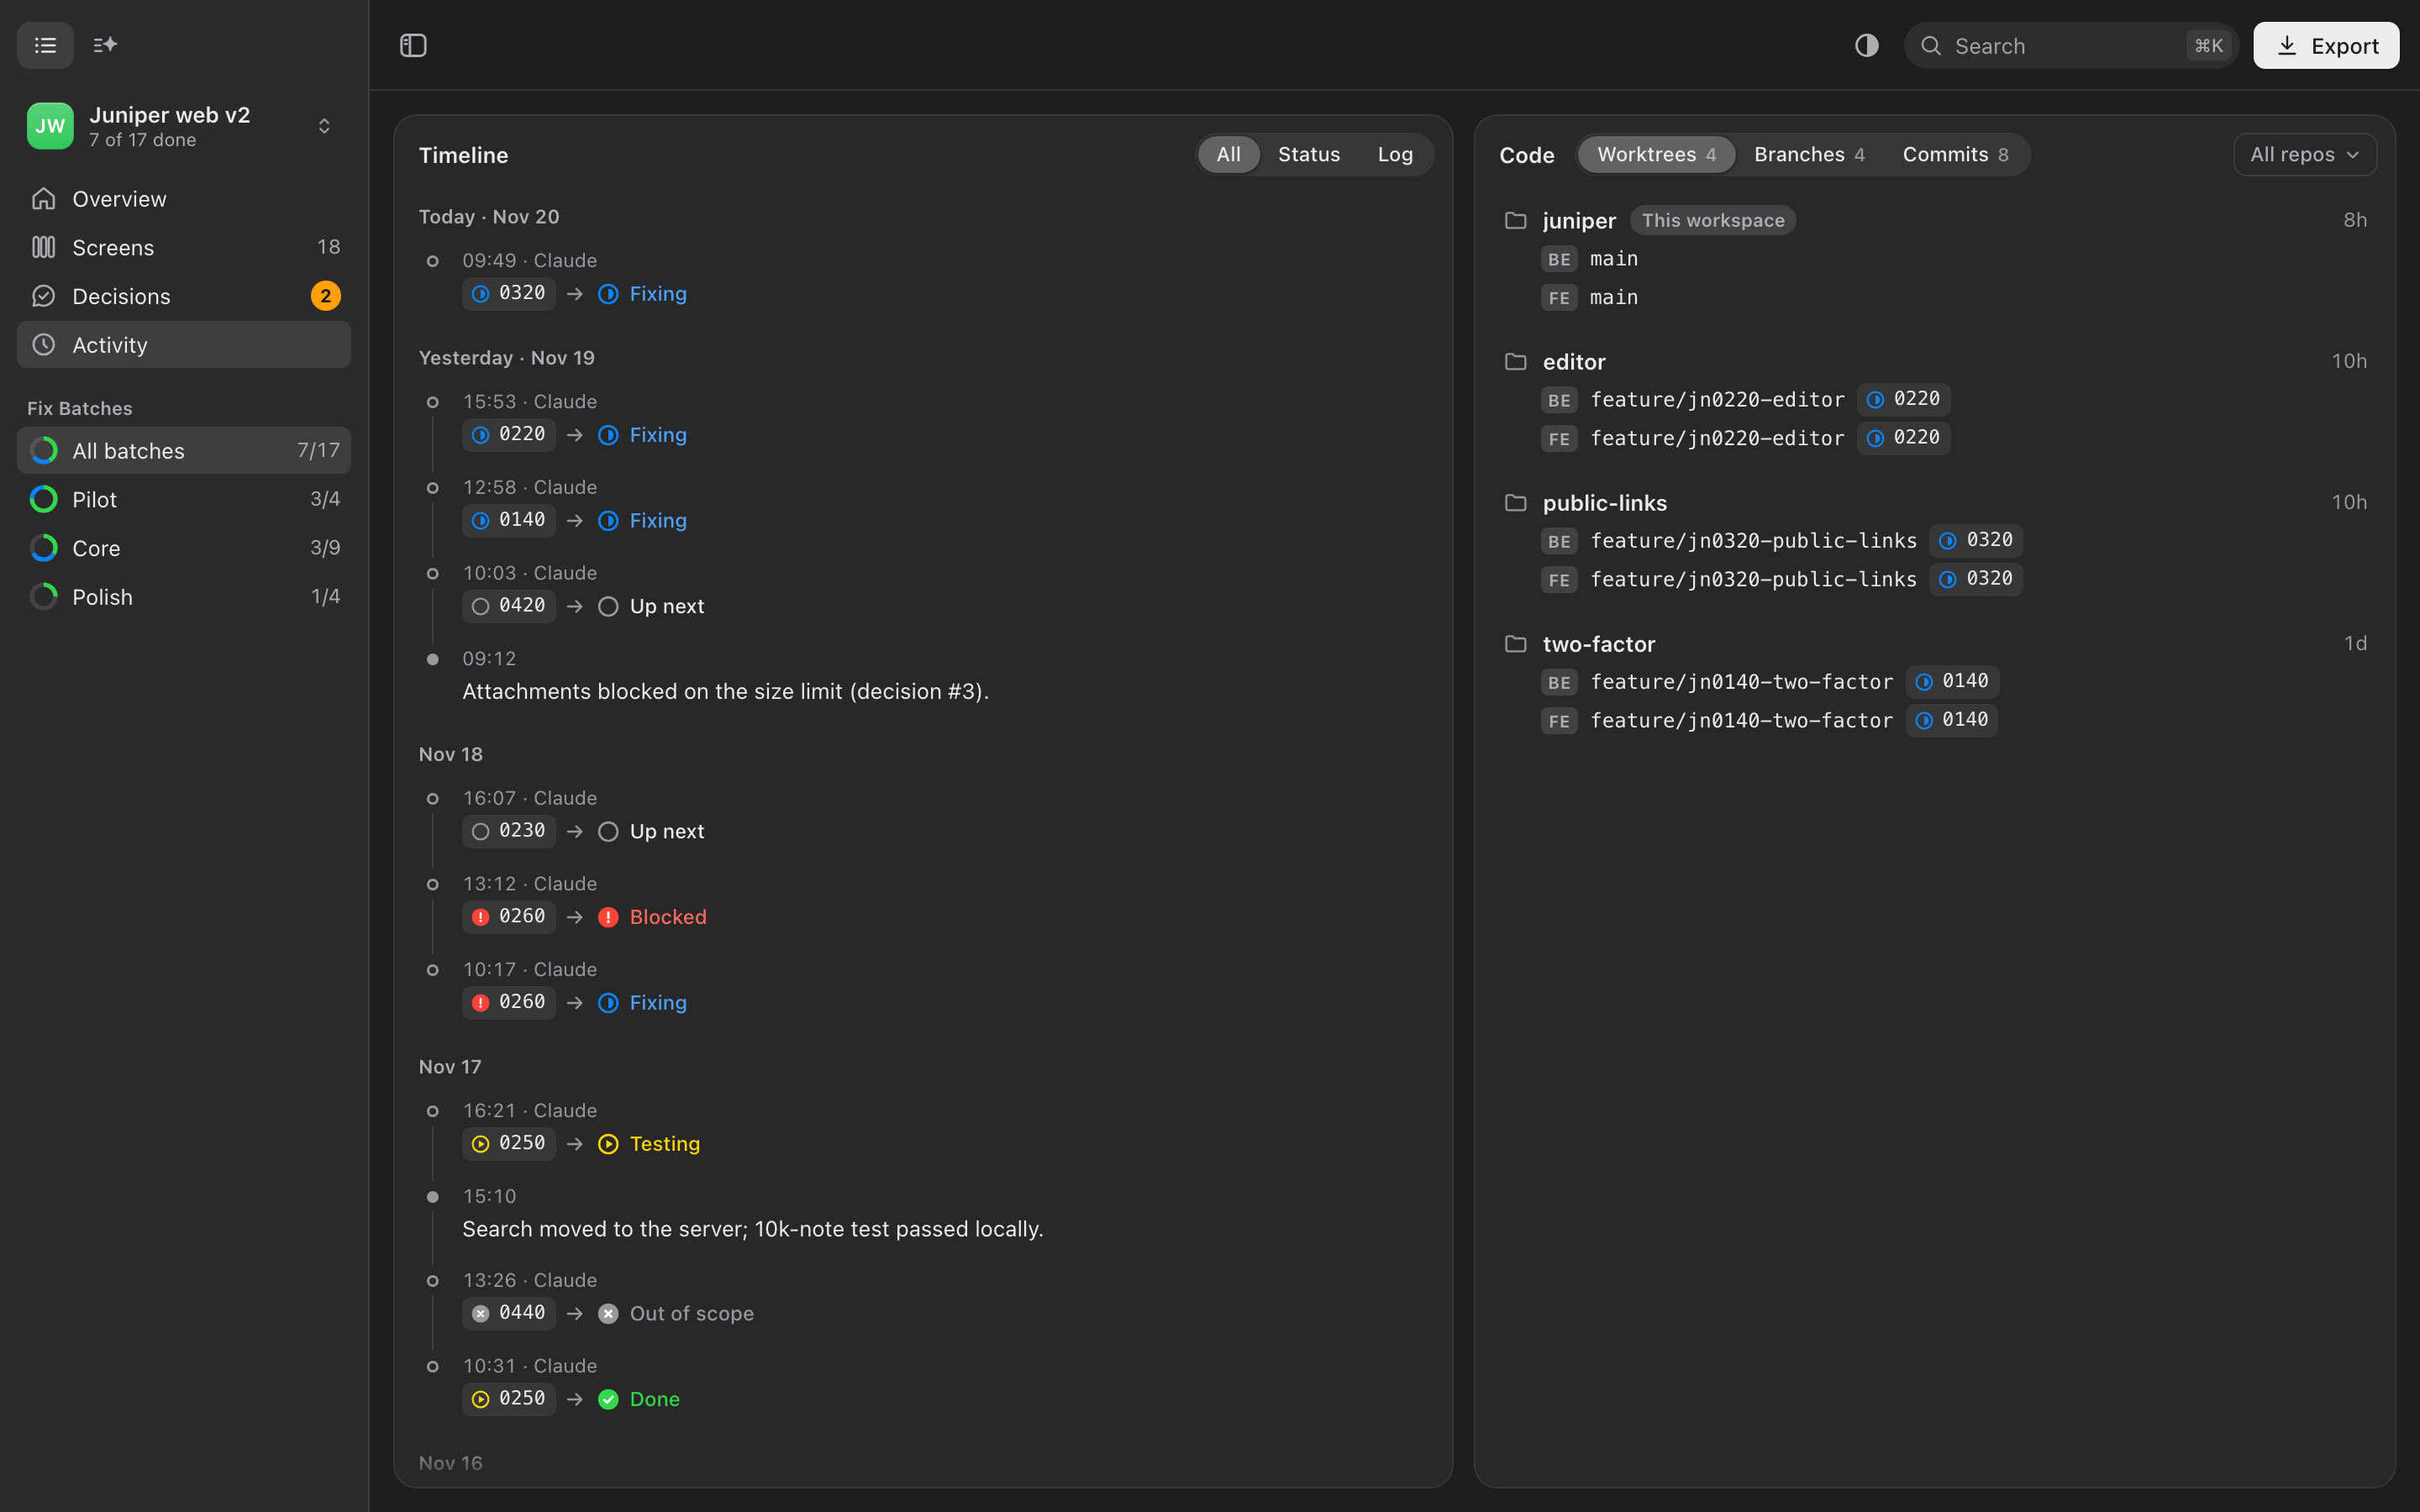 JW
Juniper web v2
7 of 17 done
Overview
Screens 18
Decisions 2
Activity
Fix Batches
All batches 7/17
Pilot 3/4
Core 3/9
Polish 1/4
Search ⌘K
Export
Timeline
All Status Log
Today · Nov 20
09:49 · Claude
0320 → Fixing
Yesterday · Nov 19
15:53 · Claude
0220 → Fixing
12:58 · Claude
0140 → Fixing
10:03 · Claude
0420 → Up next
09:12
Attachments blocked on the size limit (decision #3).
Nov 18
16:07 · Claude
0230 → Up next
13:12 · Claude
0260 → Blocked
10:17 · Claude
0260 → Fixing
Nov 17
16:21 · Claude
0250 → Testing
15:10
Search moved to the server; 10k-note test passed locally.
13:26 · Claude
0440 → Out of scope
10:31 · Claude
0250 → Done
Nov 16
Code Worktrees 4 Branches 4 Commits 8 All repos
juniper This workspace 8h
BE main
FE main
editor 10h
BE feature/jn0220-editor 0220
FE feature/jn0220-editor 0220
public-links 10h
BE feature/jn0320-public-links 0320
FE feature/jn0320-public-links 0320
two-factor 1d
BE feature/jn0140-two-factor 0140
FE feature/jn0140-two-factor 0140